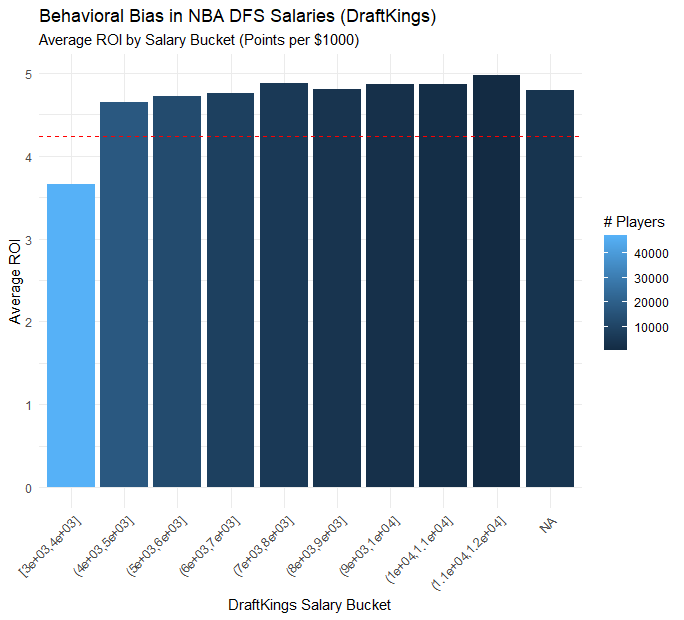 Behavioral Bias in NBA DFS Salaries (DraftKings)
Average ROI by Salary Bucket (Points per $1000)
Average ROI
5
4
3
2
1
0
[3e+03,4e+03]
(4e+03,5e+03]
(5e+03,6e+03]
(6e+03,7e+03]
(7e+03,8e+03]
(8e+03,9e+03]
(9e+03,1e+04]
(1e+04,1.1e+04]
(1.1e+04,1.2e+04]
NA
DraftKings Salary Bucket
# Players
40000
30000
20000
10000